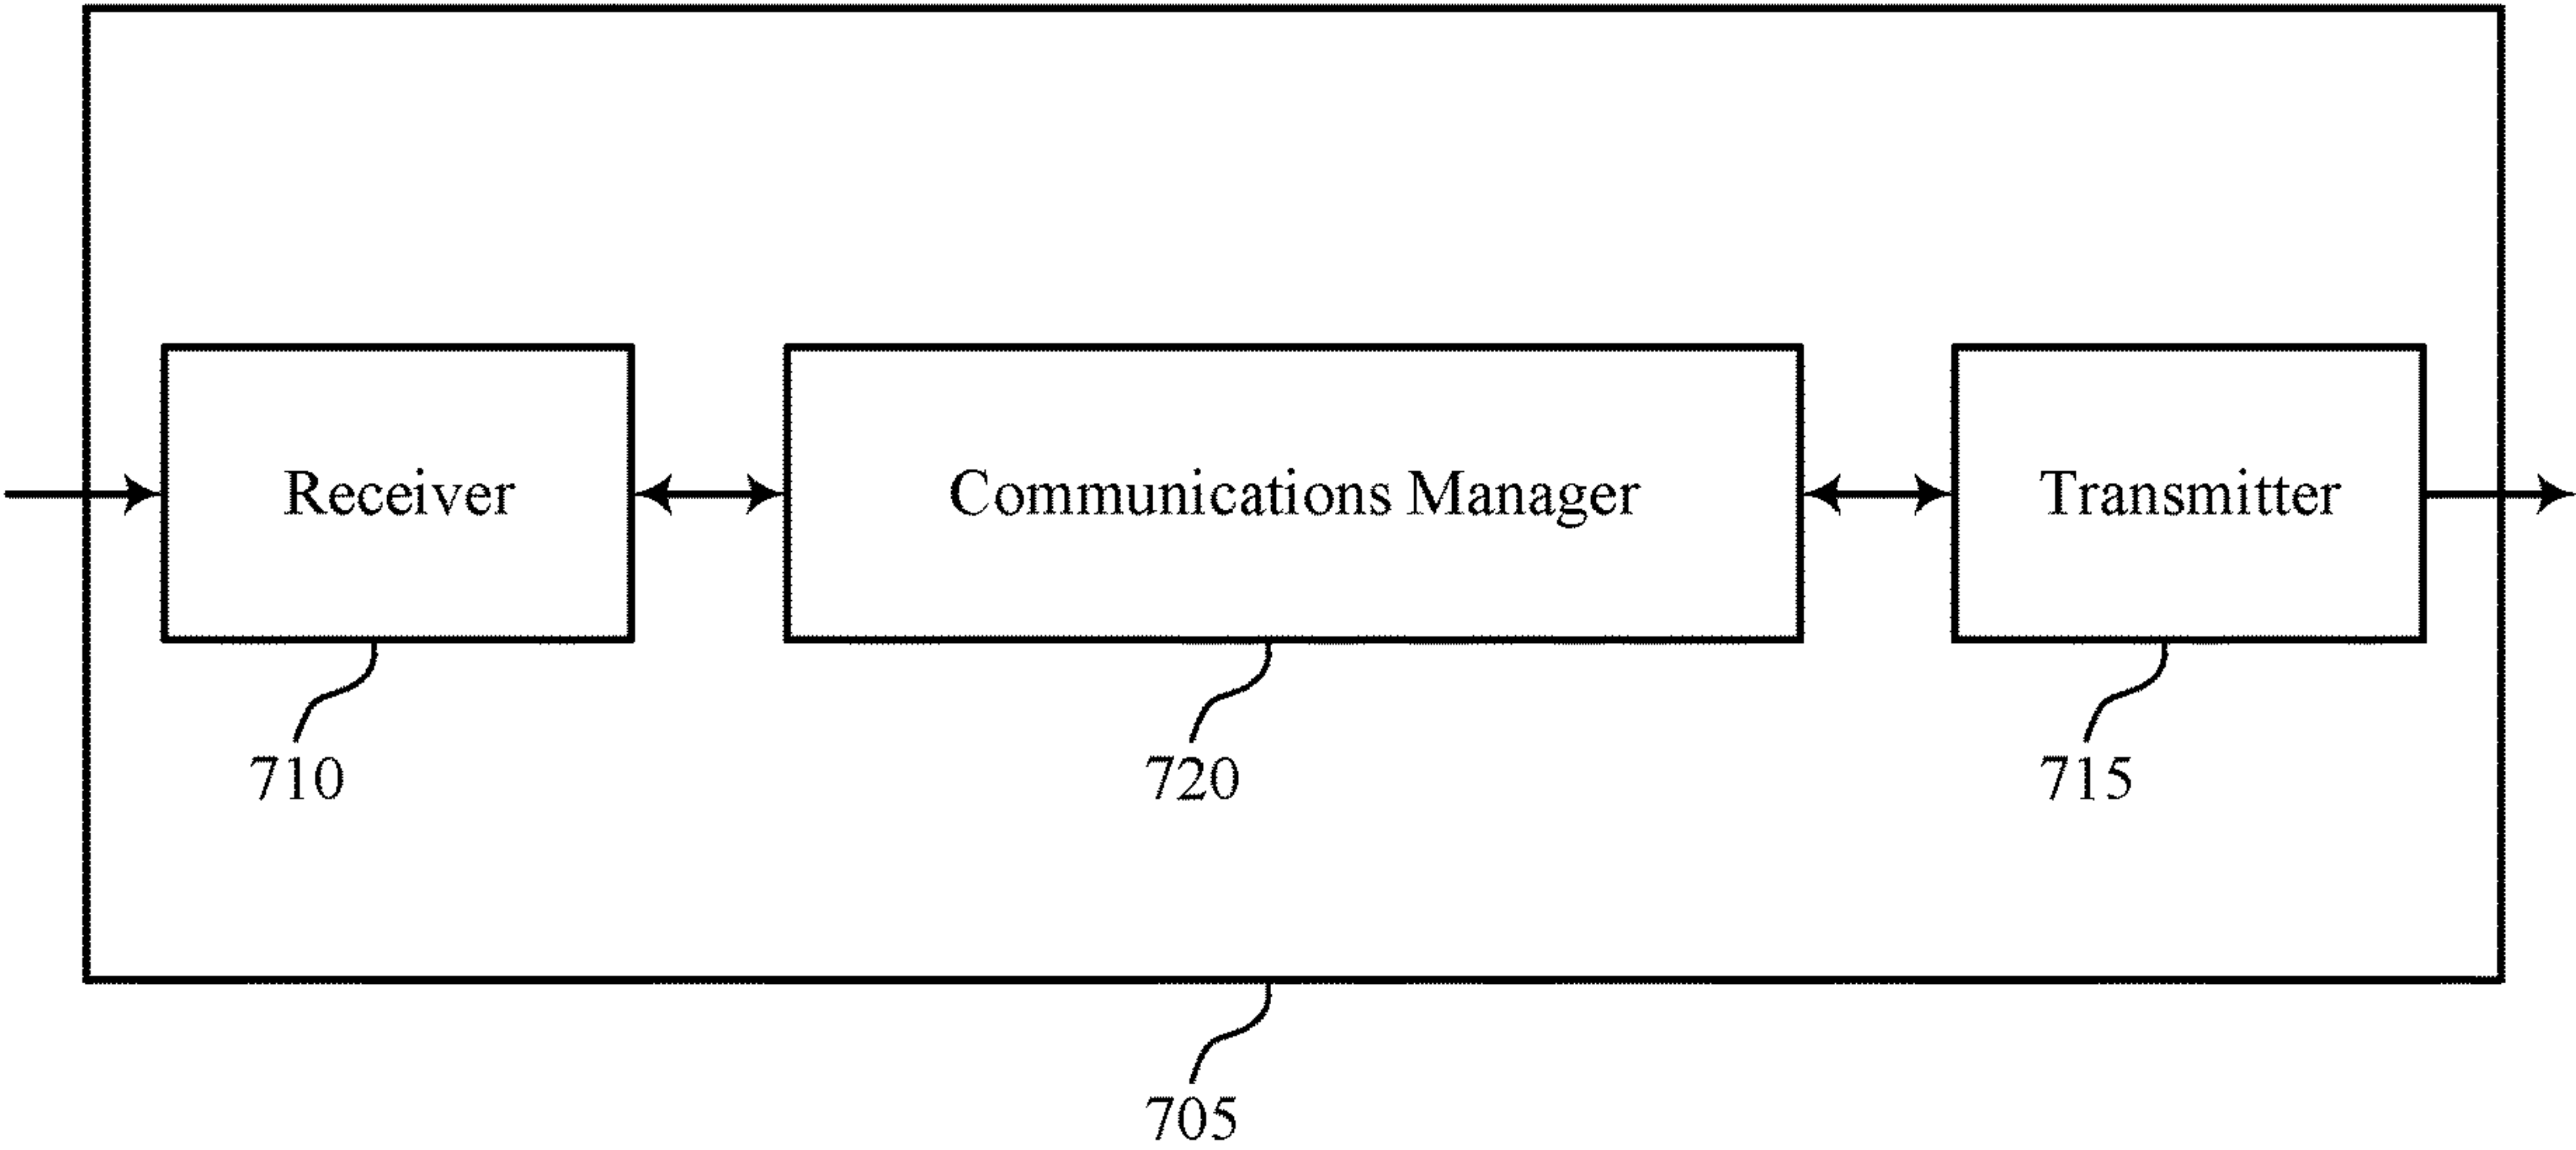 Receiver
Communications Manager
Transmitter
710
720
715
705